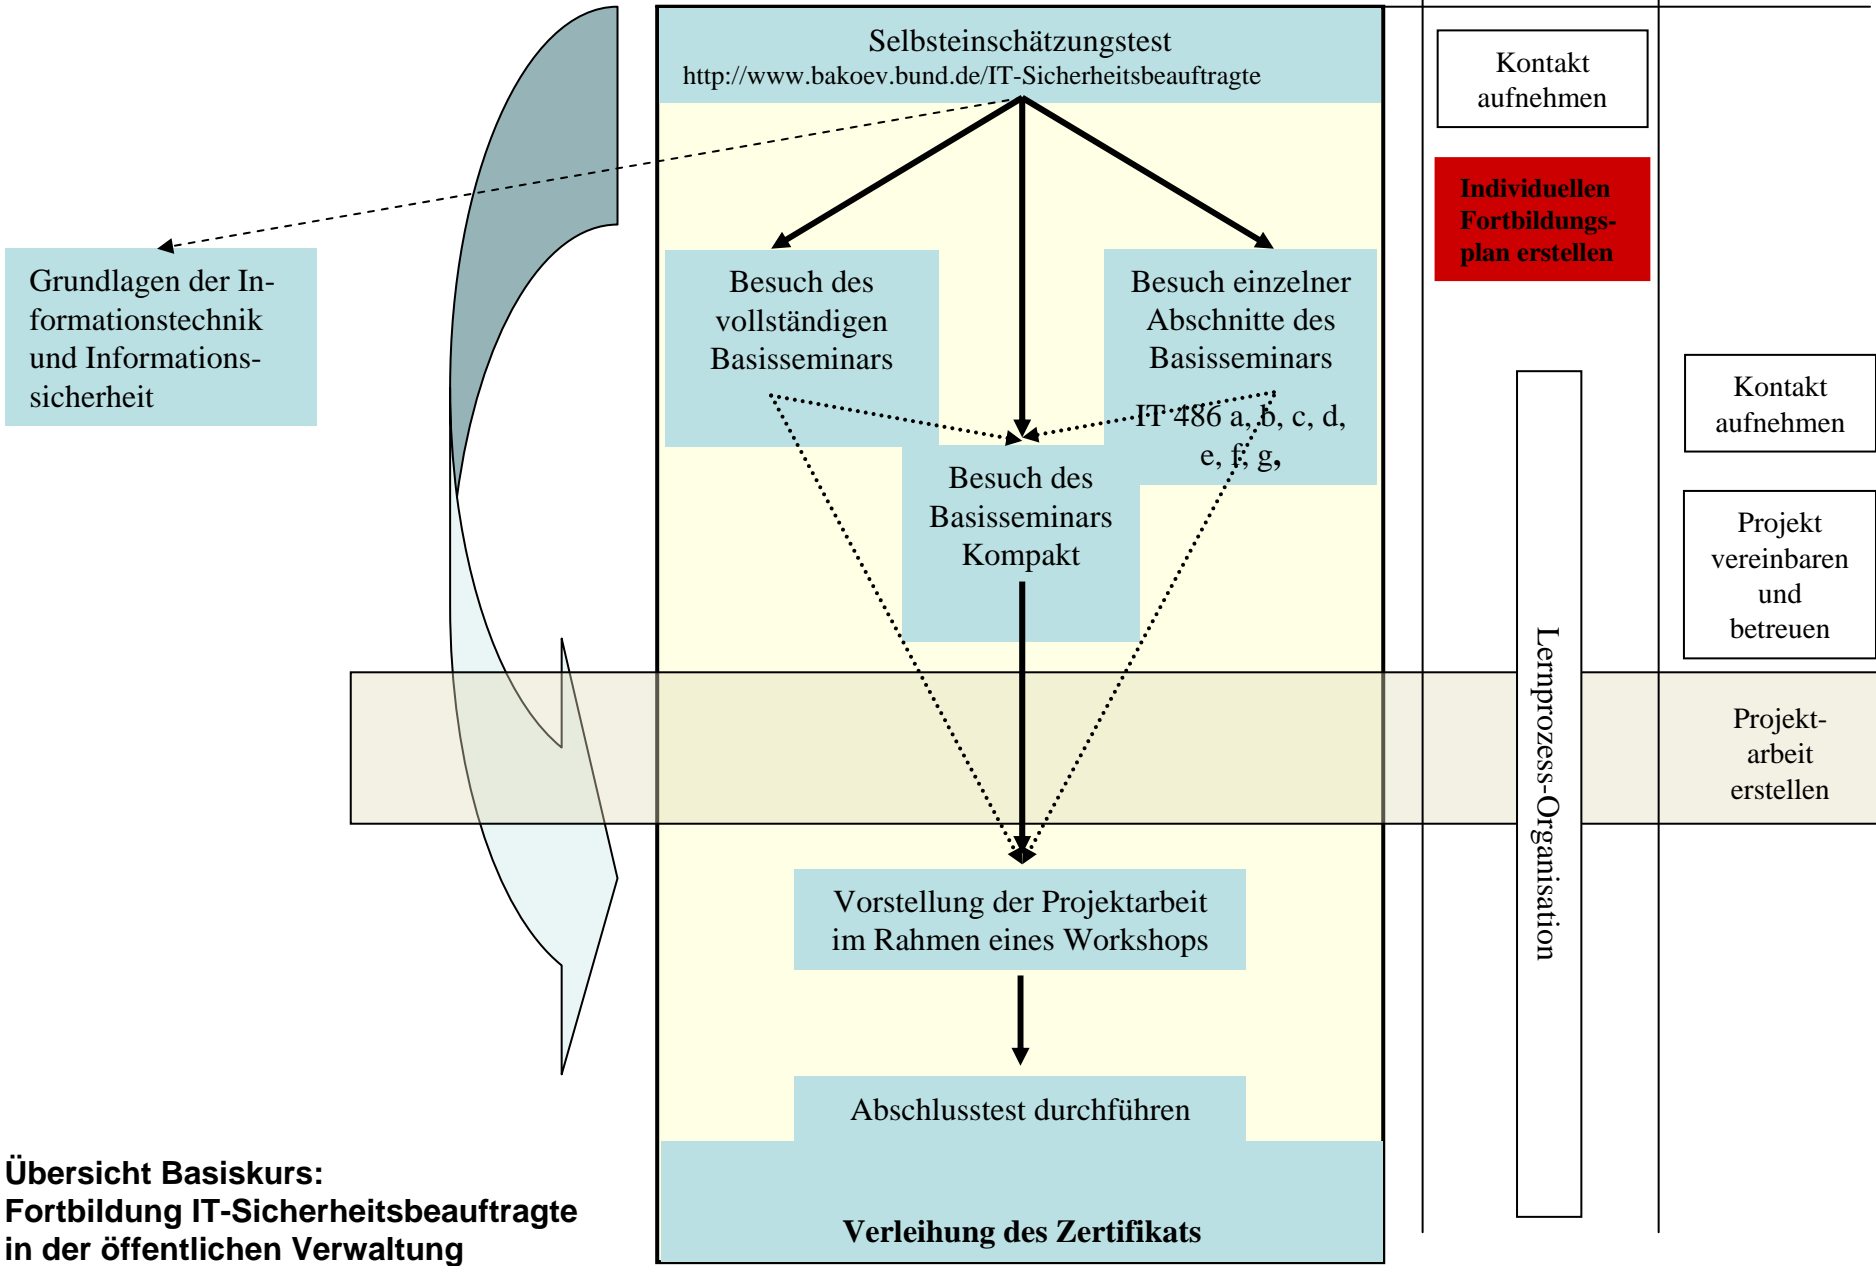 Selbsteinschätzungstest
http://www.bakoev.bund.de/IT-Sicherheitsbeauftragte
Kontakt
aufnehmen
Individuellen
Fortbildungs-
plan erstellen
Grundlagen der In-
formationstechnik
und Informations-
sicherheit
Besuch des
vollständigen
Basisseminars
Besuch einzelner
Abschnitte des
Basisseminars
IT 486 a, b, c, d,
e, f, g,
Besuch des
Basisseminars
Kompakt
Kontakt
aufnehmen
Projekt
vereinbaren
und
betreuen
Lernprozess-Organisation
Projekt-
arbeit
erstellen
Vorstellung der Projektarbeit
im Rahmen eines Workshops
Abschlusstest durchführen
Verleihung des Zertifikats
Übersicht Basiskurs:
Fortbildung IT-Sicherheitsbeauftragte
in der öffentlichen Verwaltung